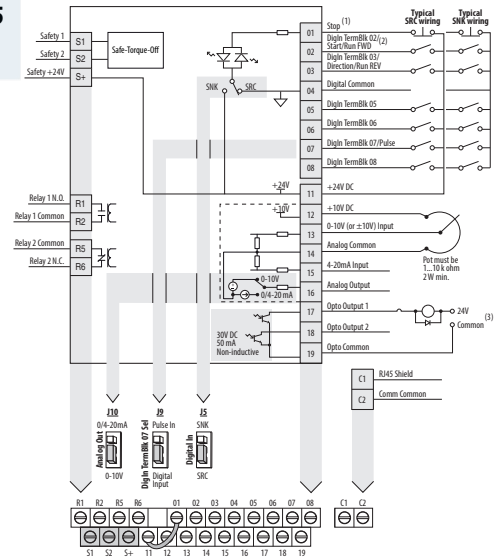 5
Safety 1
Safety 2
Safety +24V
S1
S2
S+
Safe-Torque-Off
SNK
SRC
Typical
SRC wiring
Typical
SNK wiring
01
02
03
04
05
06
07
08
Stop (1)
DigIn TermBlk 02/ (2)
Start/Run FWD
DigIn TermBlk 03/
Direction/Run REV
Digital Common
DigIn TermBlk 05
DigIn TermBlk 06
DigIn TermBlk 07/Pulse
DigIn TermBlk 08
Relay 1 N.O.
Relay 1 Common
Relay 2 Common
Relay 2 N.C.
R1
R2
R5
R6
+24V
+10V
0-10V
0/4-20 mA
30V DC
50 mA
Non-inductive
11
12
13
14
15
16
17
18
19
+24V DC
+10V DC
0-10V (or ±10V) Input
Analog Common
4-20mA Input
Analog Output
Opto Output 1
Opto Output 2
Opto Common
Pot must be
1...10 k ohm
2 W min.
24V
Common
(3)
C1
C2
RJ45 Shield
Comm Common
J10
0/4-20mA
Analog Out
0-10V
J9
Pulse In
DigIn TermBlk 07 Sel
Digital
Input
J5
SNK
Digital In
SRC
R1 R2 R5 R6 01 02 03 04 05 06 07 08
C1 C2
S1 S2 S+ 11 12 13 14 15 16 17 18 19